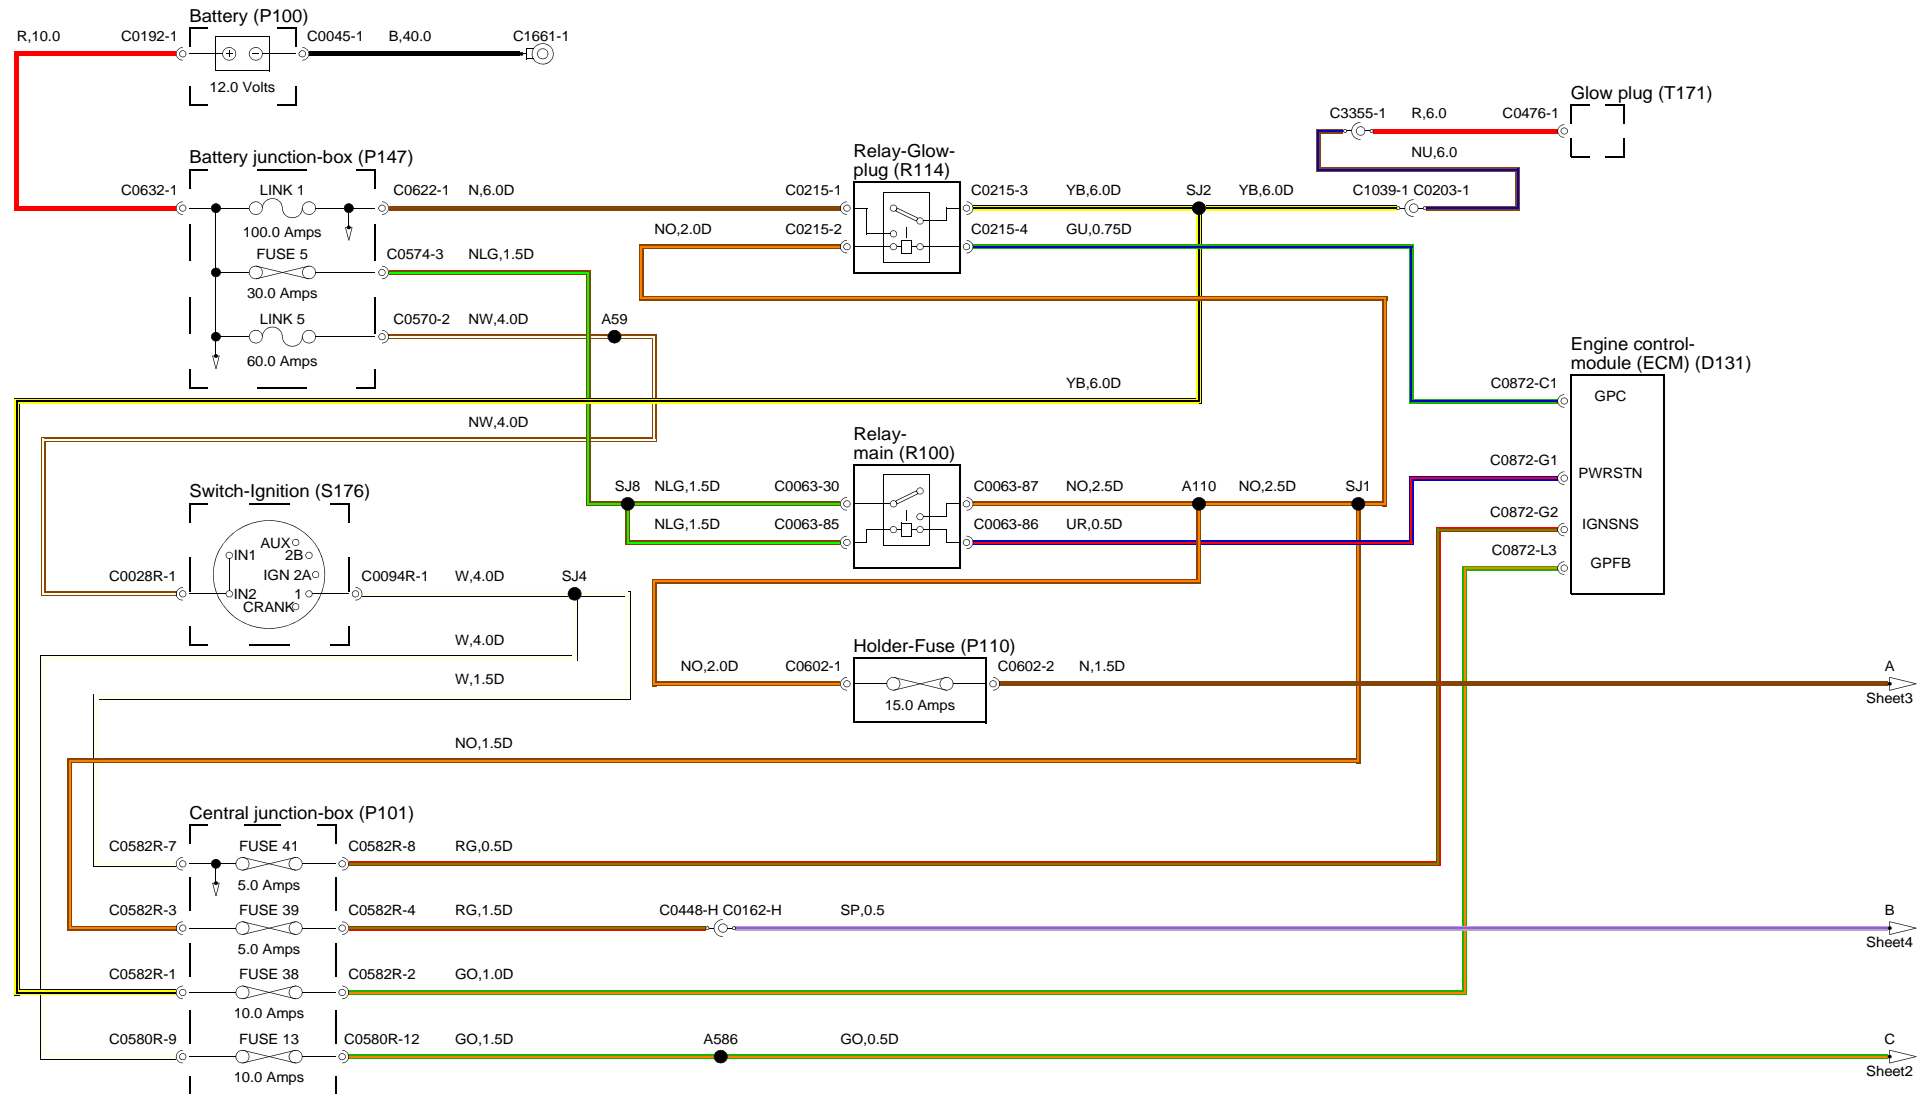 Battery (P100)
R,10.0
C0192-1
C0045-1
B,40.0
C1661-1
12.0 Volts
Glow plug (T171)
C3355-1
R,6.0
C0476-1
NU,6.0
Battery junction-box (P147)
Relay-Glow-
plug (R114)
C0632-1
LINK 1
C0622-1
N,6.0D
C0215-1
C0215-3
YB,6.0D
SJ2
YB,6.0D
C1039-1
C0203-1
100.0 Amps
NO,2.0D
C0215-2
C0215-4
GU,0.75D
FUSE 5
C0574-3
NLG,1.5D
30.0 Amps
LINK 5
C0570-2
NW,4.0D
A59
60.0 Amps
Engine control-
module (ECM) (D131)
YB,6.0D
C0872-C1
GPC
NW,4.0D
Relay-
main (R100)
C0872-G1
PWRSTN
Switch-Ignition (S176)
SJ8
NLG,1.5D
C0063-30
C0063-87
NO,2.5D
A110
NO,2.5D
SJ1
C0872-G2
IGNSNS
NLG,1.5D
C0063-85
C0063-86
UR,0.5D
AUX
IN1
2B
C0872-L3
GPFB
C0028R-1
IGN 2A
C0094R-1
W,4.0D
SJ4
IN2
1
CRANK
W,4.0D
Holder-Fuse (P110)
NO,2.0D
C0602-1
C0602-2
N,1.5D
A
W,1.5D
15.0 Amps
Sheet3
NO,1.5D
Central junction-box (P101)
C0582R-7
FUSE 41
C0582R-8
RG,0.5D
5.0 Amps
C0582R-3
FUSE 39
C0582R-4
RG,1.5D
C0448-H
C0162-H
SP,0.5
B
5.0 Amps
Sheet4
C0582R-1
FUSE 38
C0582R-2
GO,1.0D
10.0 Amps
C0580R-9
FUSE 13
C0580R-12
GO,1.5D
A586
GO,0.5D
C
10.0 Amps
Sheet2